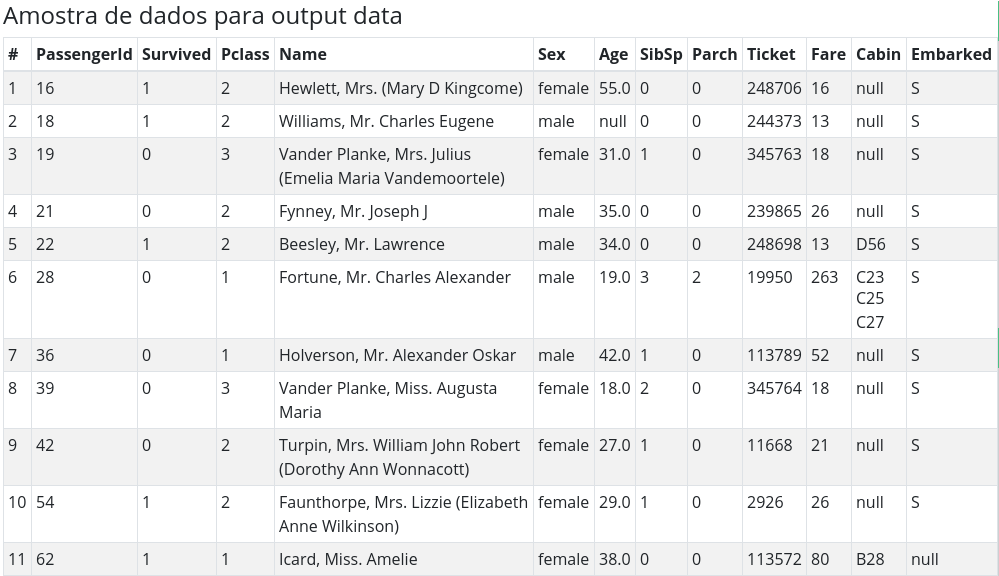 Amostra de dados para output data
# PassengerId Survived Pclass Name Sex Age SibSp Parch Ticket Fare Cabin Embarked
1 16 1 2 Hewlett, Mrs. (Mary D Kingcome) female 55.0 0 0 248706 16 null S
2 18 1 2 Williams, Mr. Charles Eugene male null 0 0 244373 13 null S
3 19 0 3 Vander Planke, Mrs. Julius female 31.0 1 0 345763 18 null S
(Emelia Maria Vandemoortele)
4 21 0 2 Fynney, Mr. Joseph J male 35.0 0 0 239865 26 null S
5 22 1 2 Beesley, Mr. Lawrence male 34.0 0 0 248698 13 D56 S
6 28 0 1 Fortune, Mr. Charles Alexander male 19.0 3 2 19950 263 C23 S
C25
C27
7 36 0 1 Holverson, Mr. Alexander Oskar male 42.0 1 0 113789 52 null S
8 39 0 3 Vander Planke, Miss. Augusta female 18.0 2 0 345764 18 null S
Maria
9 42 0 2 Turpin, Mrs. William John Robert female 27.0 1 0 11668 21 null S
(Dorothy Ann Wonnacott)
10 54 1 2 Faunthorpe, Mrs. Lizzie (Elizabeth female 29.0 1 0 2926 26 null S
Anne Wilkinson)
11 62 1 1 Icard, Miss. Amelie female 38.0 0 0 113572 80 B28 null